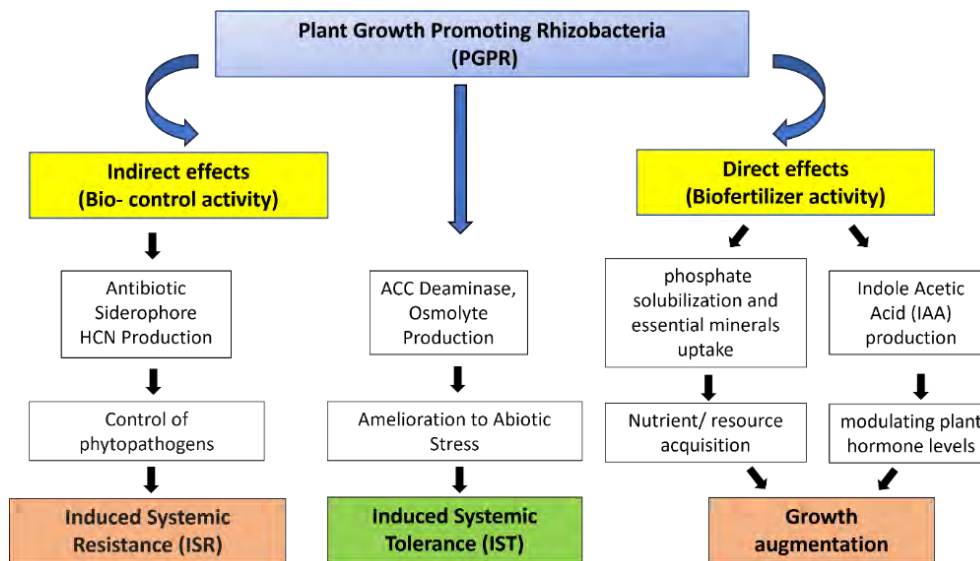 Plant Growth Promoting Rhizobacteria
(PGPR)
Indirect effects
(Bio- control activity)
Direct effects
(Biofertilizer activity)
Antibiotic
Siderophore
HCN Production
ACC Deaminase,
Osmolyte
Production
phosphate
solubilization and
essential minerals
uptake
Indole Acetic
Acid (IAA)
production
Control of
phytopathogens
Amelioration to Abiotic
Stress
Nutrient/ resource
acquisition
modulating plant
hormone levels
Induced Systemic
Resistance (ISR)
Induced Systemic
Tolerance (IST)
Growth
augmentation